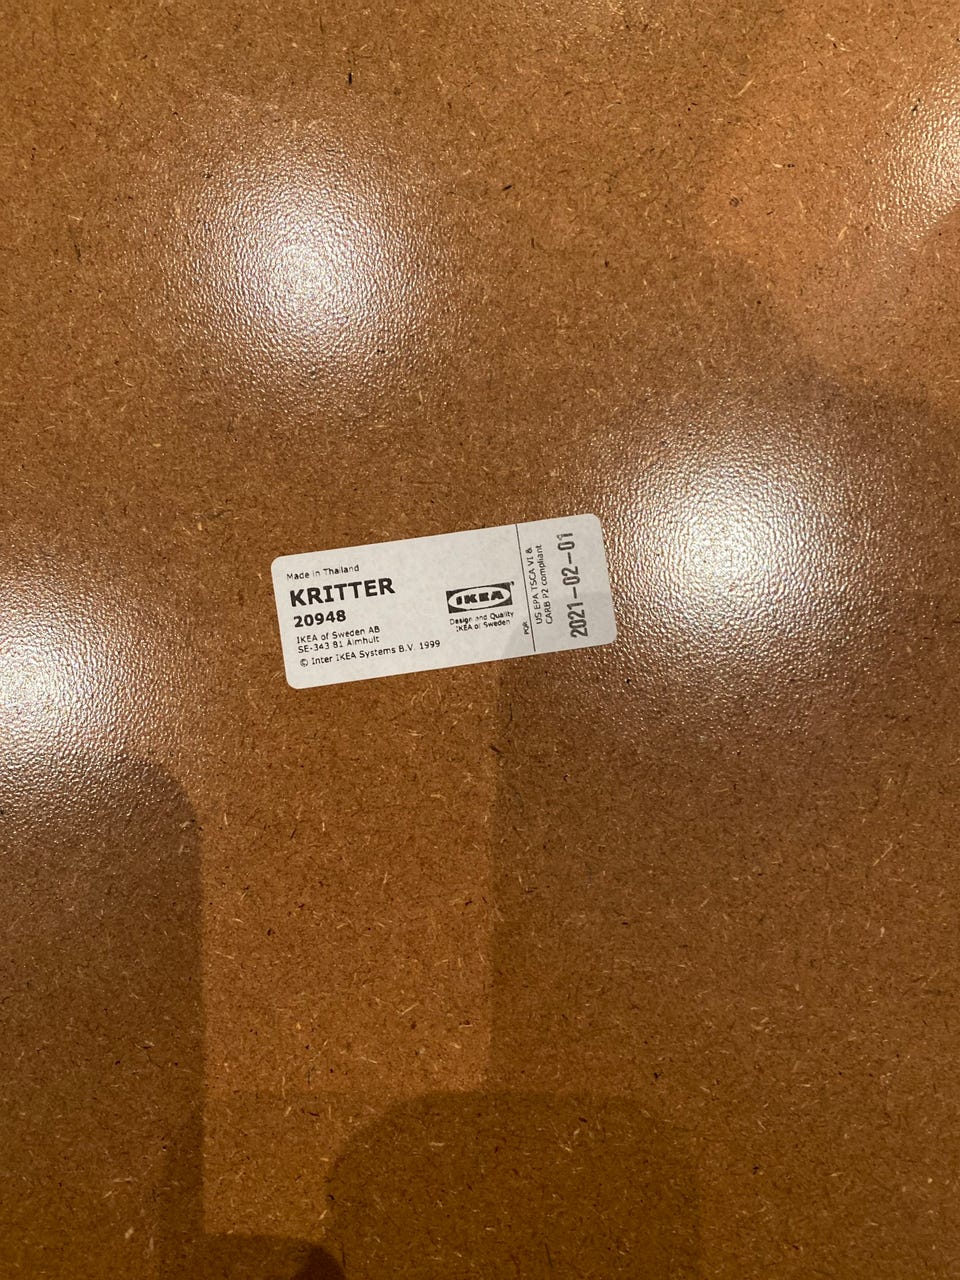 Made in Thailand
KRITTER
20948
IKEA of Sweden AB
SE-343 81 Älmhult
© Inter IKEA Systems B.V. 1999
IKEA
Design and Quality
IKEA of Sweden
FOR
US EPA TSCA VI &
CARB P2 compliant
2021-02-01